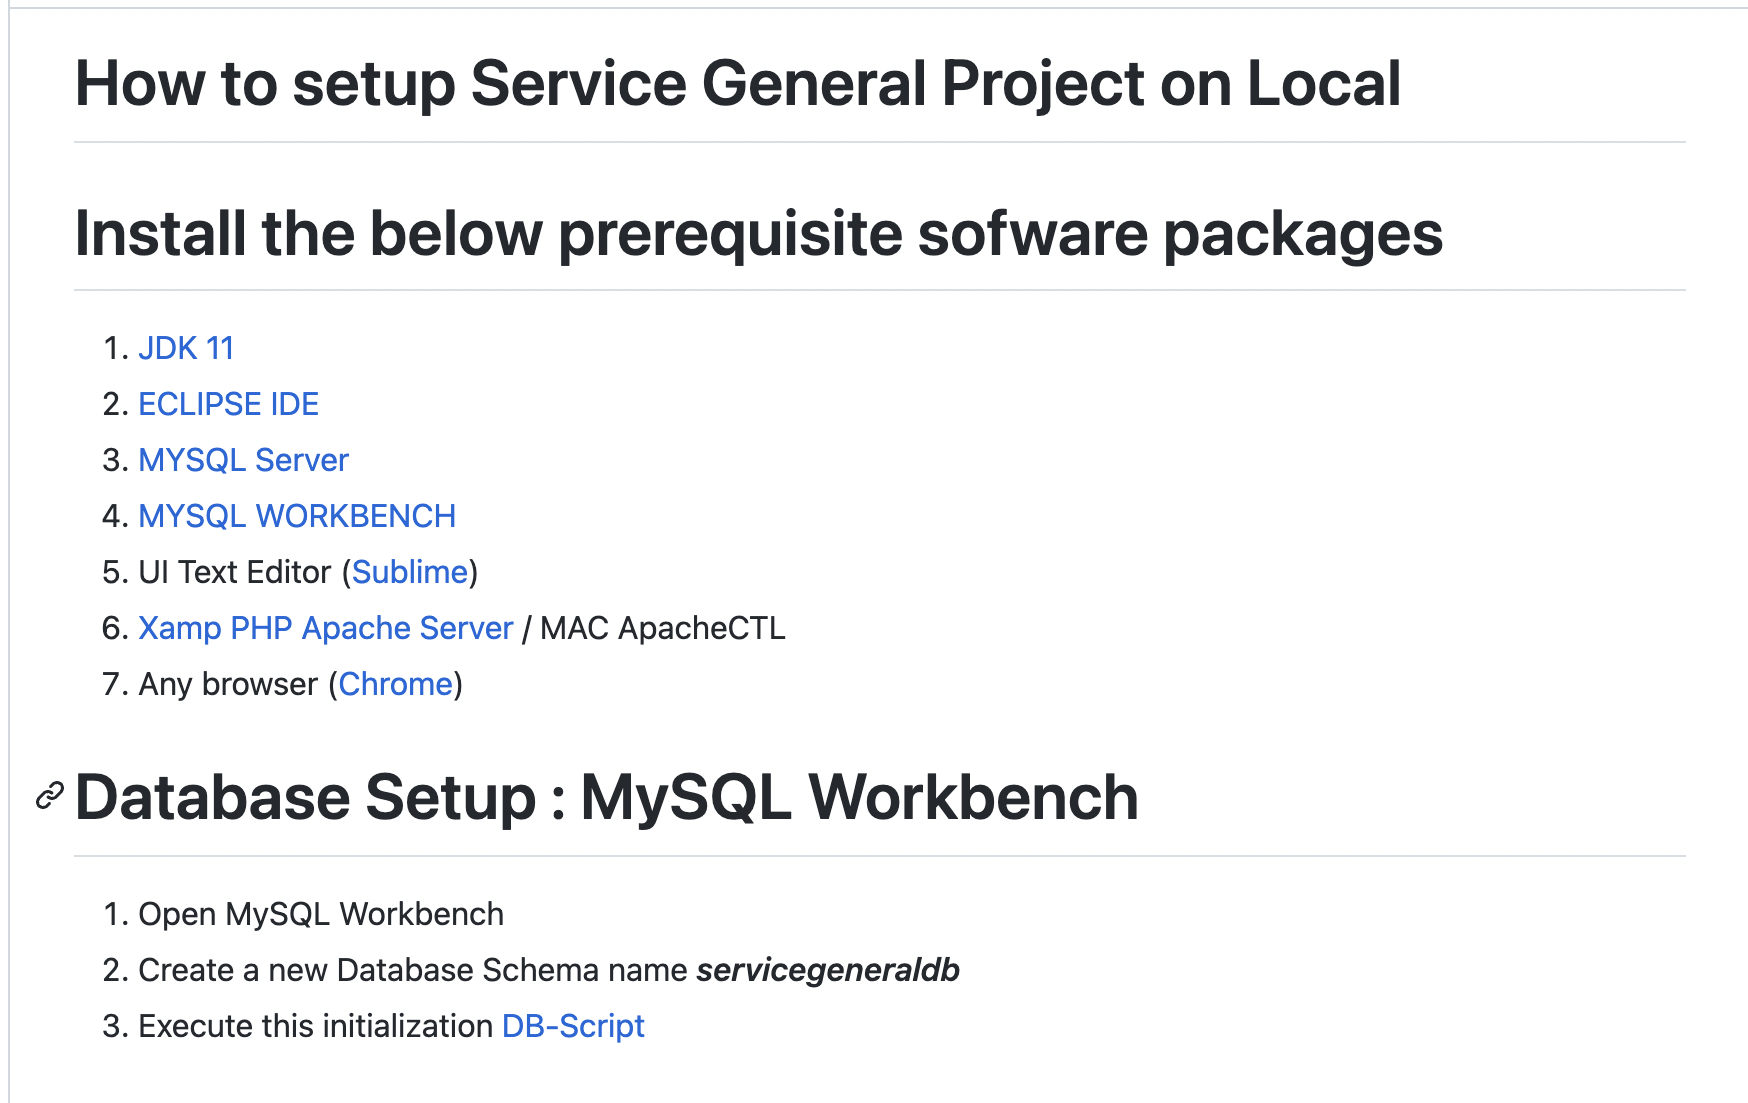 How to setup Service General Project on Local
Install the below prerequisite sofware packages
1. JDK 11
2. ECLIPSE IDE
3. MYSQL Server
4. MYSQL WORKBENCH
5. UI Text Editor (Sublime)
6. Xamp PHP Apache Server / MAC ApacheCTL
7. Any browser (Chrome)
Database Setup : MySQL Workbench
1. Open MySQL Workbench
2. Create a new Database Schema name servicegeneraldb
3. Execute this initialization DB-Script